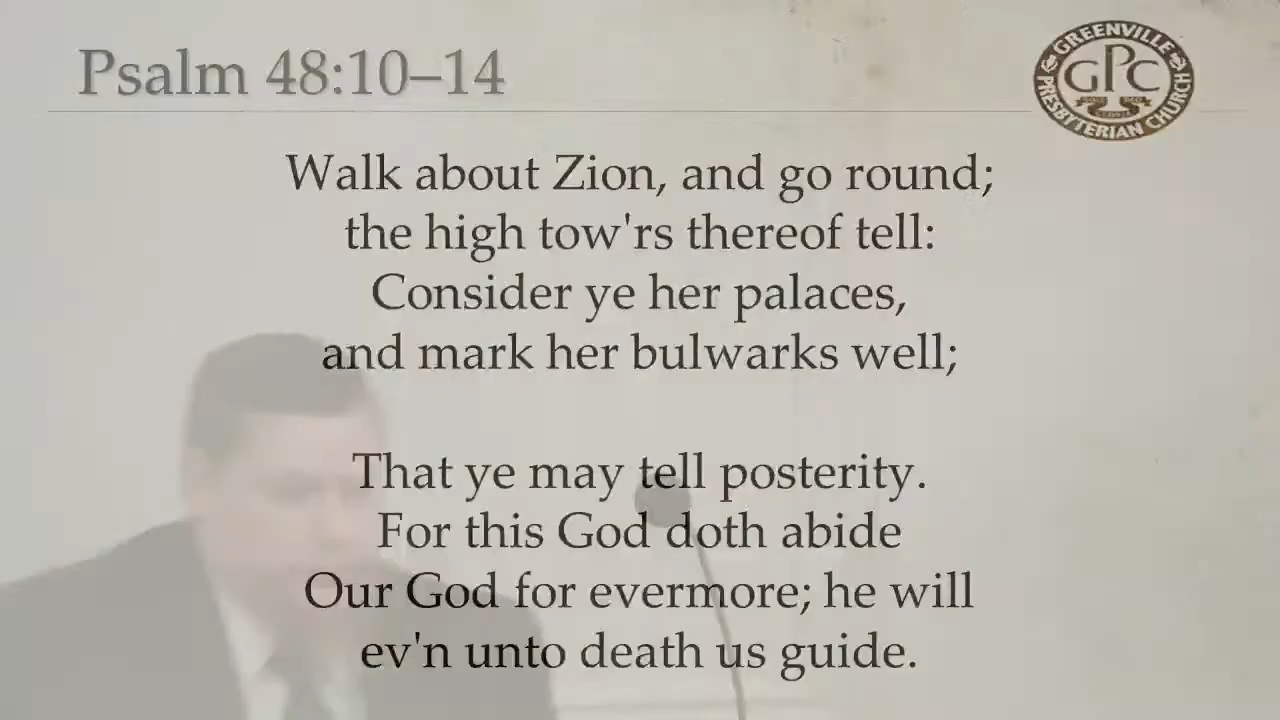 Psalm 48:10–14
GREENVILLE
GPC
PRESBYTERIAN CHURCH
Walk about Zion, and go round;
the high tow'rs thereof tell:
Consider ye her palaces,
and mark her bulwarks well;
That ye may tell posterity.
For this God doth abide
Our God for evermore; he will
ev'n unto death us guide.